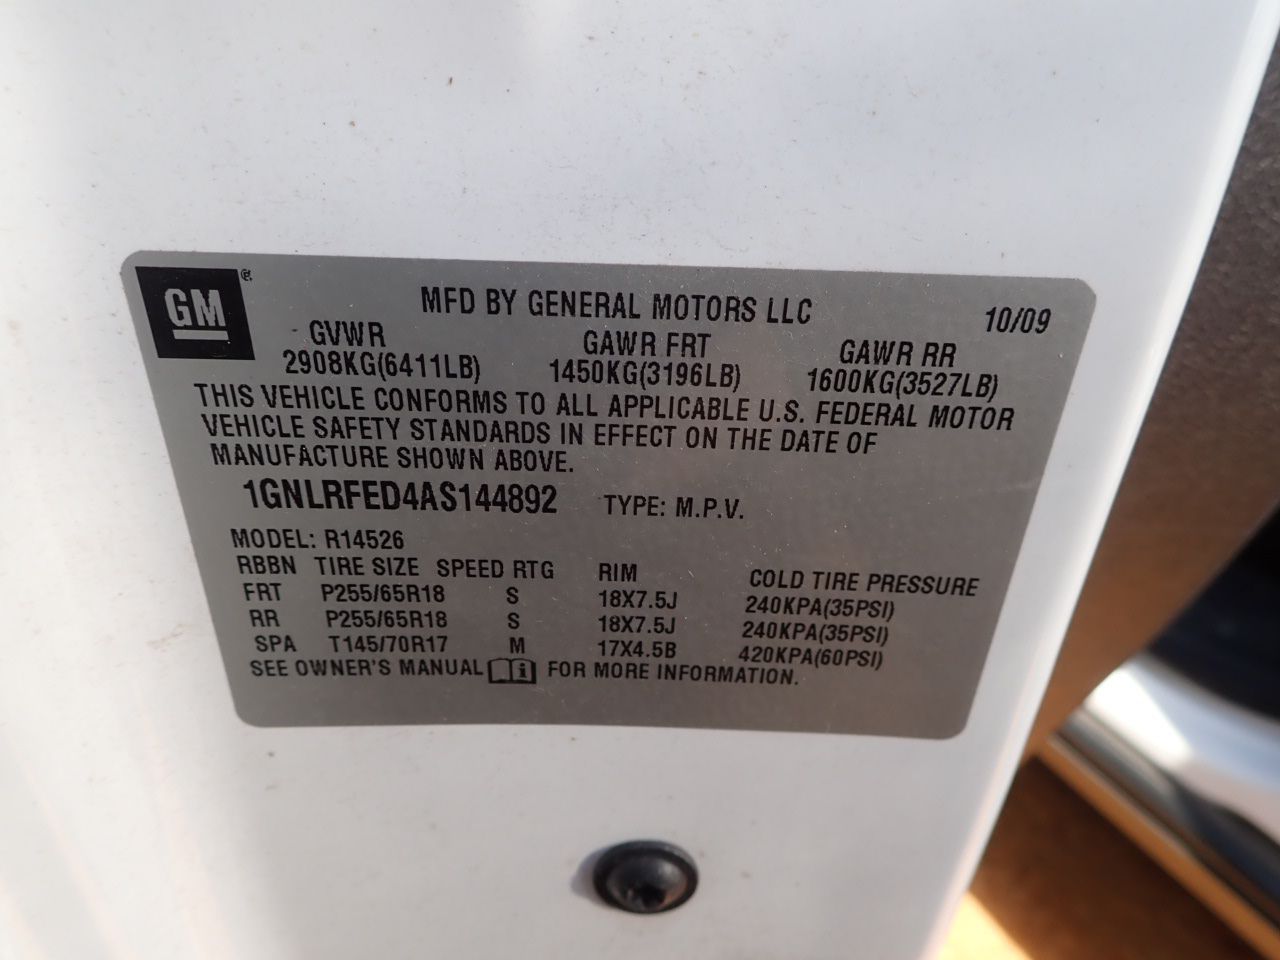 GM
MFD BY GENERAL MOTORS LLC 10/09
GVWR GAWR FRT GAWR RR
2908KG(6411LB) 1450KG(3196LB) 1600KG(3527LB)
THIS VEHICLE CONFORMS TO ALL APPLICABLE U.S. FEDERAL MOTOR
VEHICLE SAFETY STANDARDS IN EFFECT ON THE DATE OF
MANUFACTURE SHOWN ABOVE.
1GNLRFED4AS144892 TYPE: M.P.V.
MODEL: R14526
RBBN TIRE SIZE SPEED RTG RIM COLD TIRE PRESSURE
FRT P255/65R18 S 18X7.5J 240KPA(35PSI)
RR P255/65R18 S 18X7.5J 240KPA(35PSI)
SPA T145/70R17 M 17X4.5B 420KPA(60PSI)
SEE OWNER'S MANUAL i FOR MORE INFORMATION.